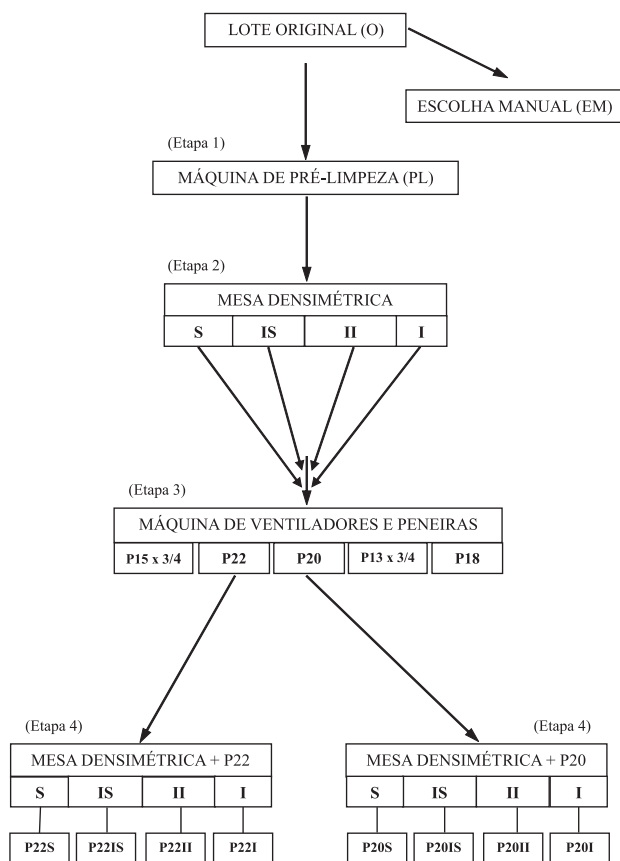 LOTE ORIGINAL (O)
ESCOLHA MANUAL (EM)
(Etapa 1)
MÁQUINA DE PRÉ-LIMPEZA (PL)
(Etapa 2)
MESA DENSIMÉTRICA
S IS II I
(Etapa 3)
MÁQUINA DE VENTILADORES E PENEIRAS
P15 x 3/4 P22 P20 P13 x 3/4 P18
(Etapa 4)
MESA DENSIMÉTRICA + P22
S IS II I
P22S P22IS P22II P22I
(Etapa 4)
MESA DENSIMÉTRICA + P20
S IS II I
P20S P20IS P20II P20I